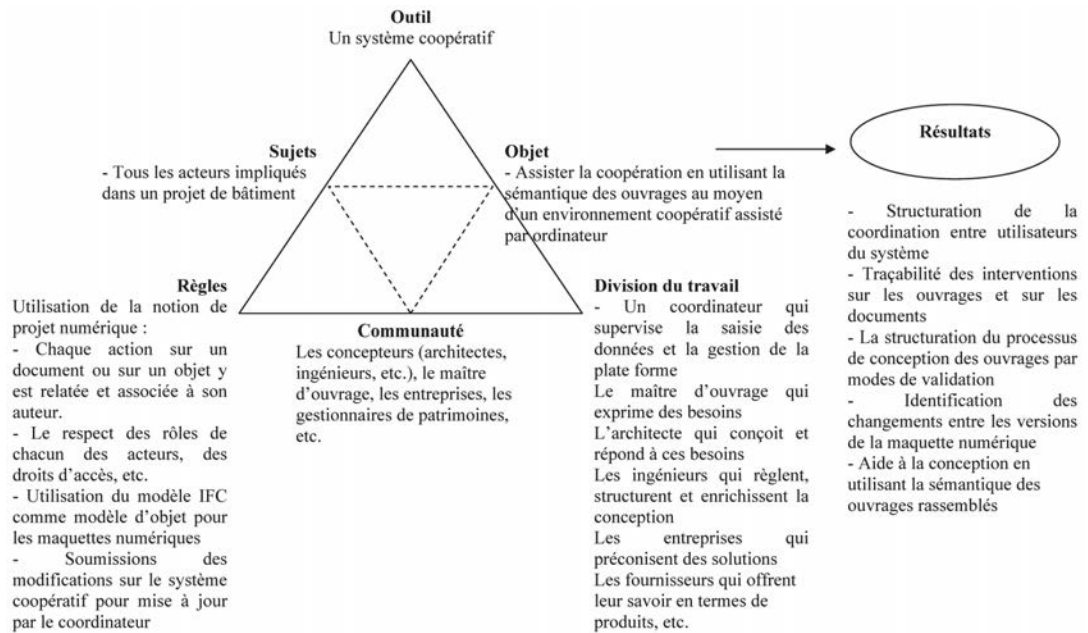 Outil
Un système coopératif
Sujets
- Tous les acteurs impliqués
dans un projet de bâtiment
Objet
- Assister la coopération en utilisant la
sémantique des ouvrages au moyen
d'un environnement coopératif assisté
par ordinateur
Résultats
- Structuration de la
coordination entre utilisateurs
du système
- Traçabilité des interventions
sur les ouvrages et sur les
documents
- La structuration du processus
de conception des ouvrages par
modes de validation
- Identification des
changements entre les versions
de la maquette numérique
- Aide à la conception en
utilisant la sémantique des
ouvrages rassemblés
Règles
Utilisation de la notion de
projet numérique :
- Chaque action sur un
document ou sur un objet y
est relatée et associée à son
auteur.
- Le respect des rôles de
chacun des acteurs, des
droits d'accès, etc.
- Utilisation du modèle IFC
comme modèle d'objet pour
les maquettes numériques
- Soumissions des
modifications sur le système
coopératif pour mise à jour
par le coordinateur
Communauté
Les concepteurs (architectes,
ingénieurs, etc.), le maître
d'ouvrage, les entreprises, les
gestionnaires de patrimoines,
etc.
Division du travail
- Un coordinateur qui
supervise la saisie des
données et la gestion de la
plate forme
Le maître d'ouvrage qui
exprime des besoins
L'architecte qui conçoit et
répond à ces besoins
Les ingénieurs qui règlent,
structurent et enrichissent la
conception
Les entreprises qui
préconisent des solutions
Les fournisseurs qui offrent
leur savoir en termes de
produits, etc.